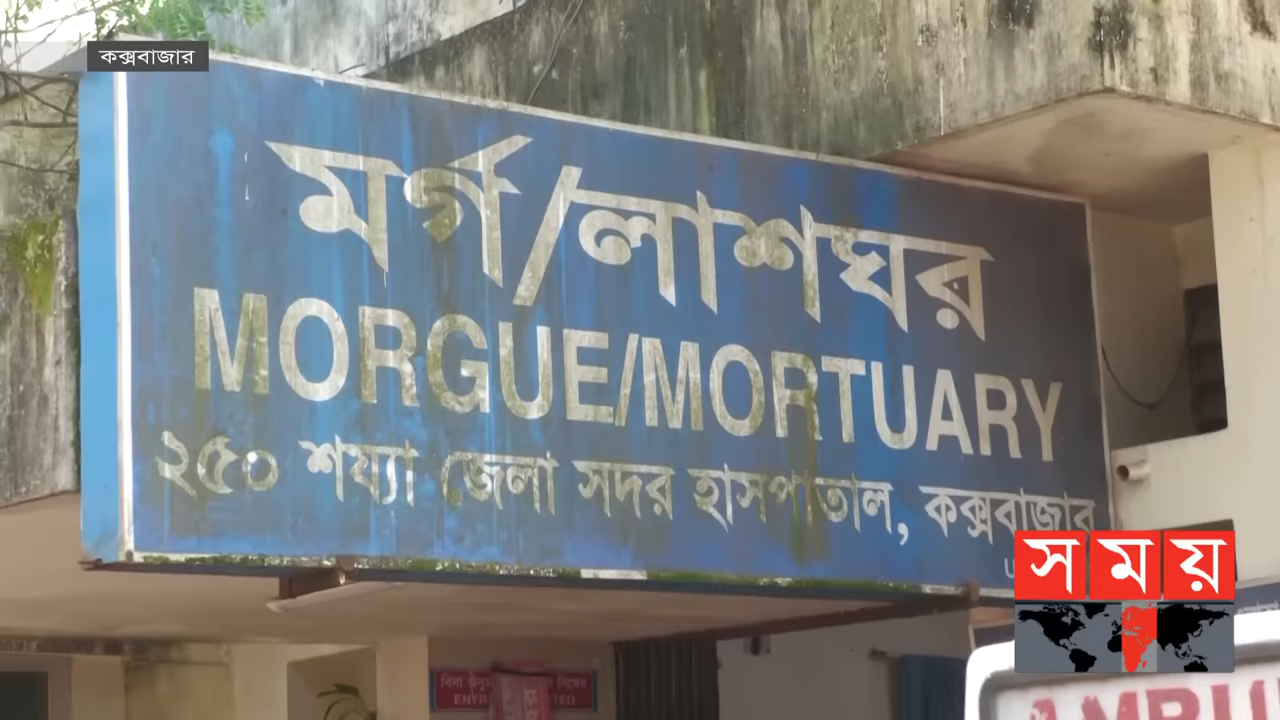 কক্সবাজার
মর্গ/লাশঘর
MORGUE/MORTUARY
২৫০ শয্যা জেলা সদর হাসপাতাল, কক্সবাজার
সময়
বিনা